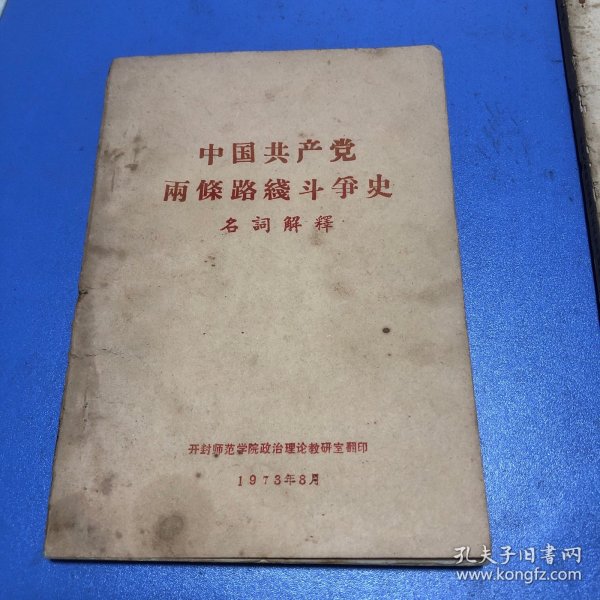 中国共产党
兩條路綫斗爭史
名詞解釋
开封师范学院政治理论教研室翻印
1973年8月
孔夫子旧书网
www.kongfz.com